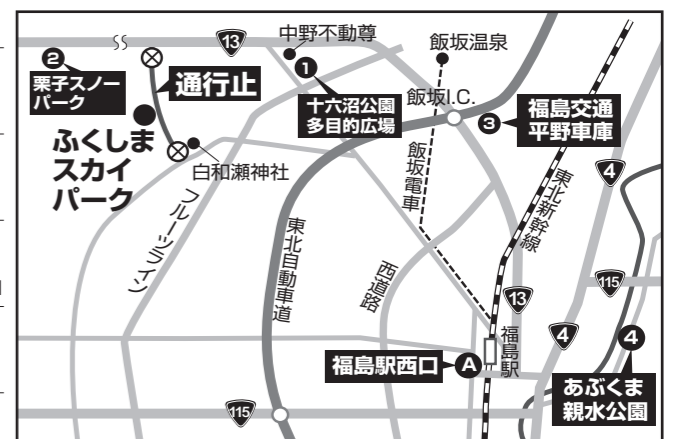 中野不動尊
飯坂温泉
13
2
栗子スノー
パーク
通行止
1
十六沼公園
多目的広場
飯坂I.C.
3
福島交通
平野車庫
ふくしま
スカイ
パーク
白和瀬神社
飯坂電車
東北新幹線
4
フルーツライン
東北自動車道
西道路
13
115
福島駅
4
4
福島駅西口
A
あぶくま
親水公園
115